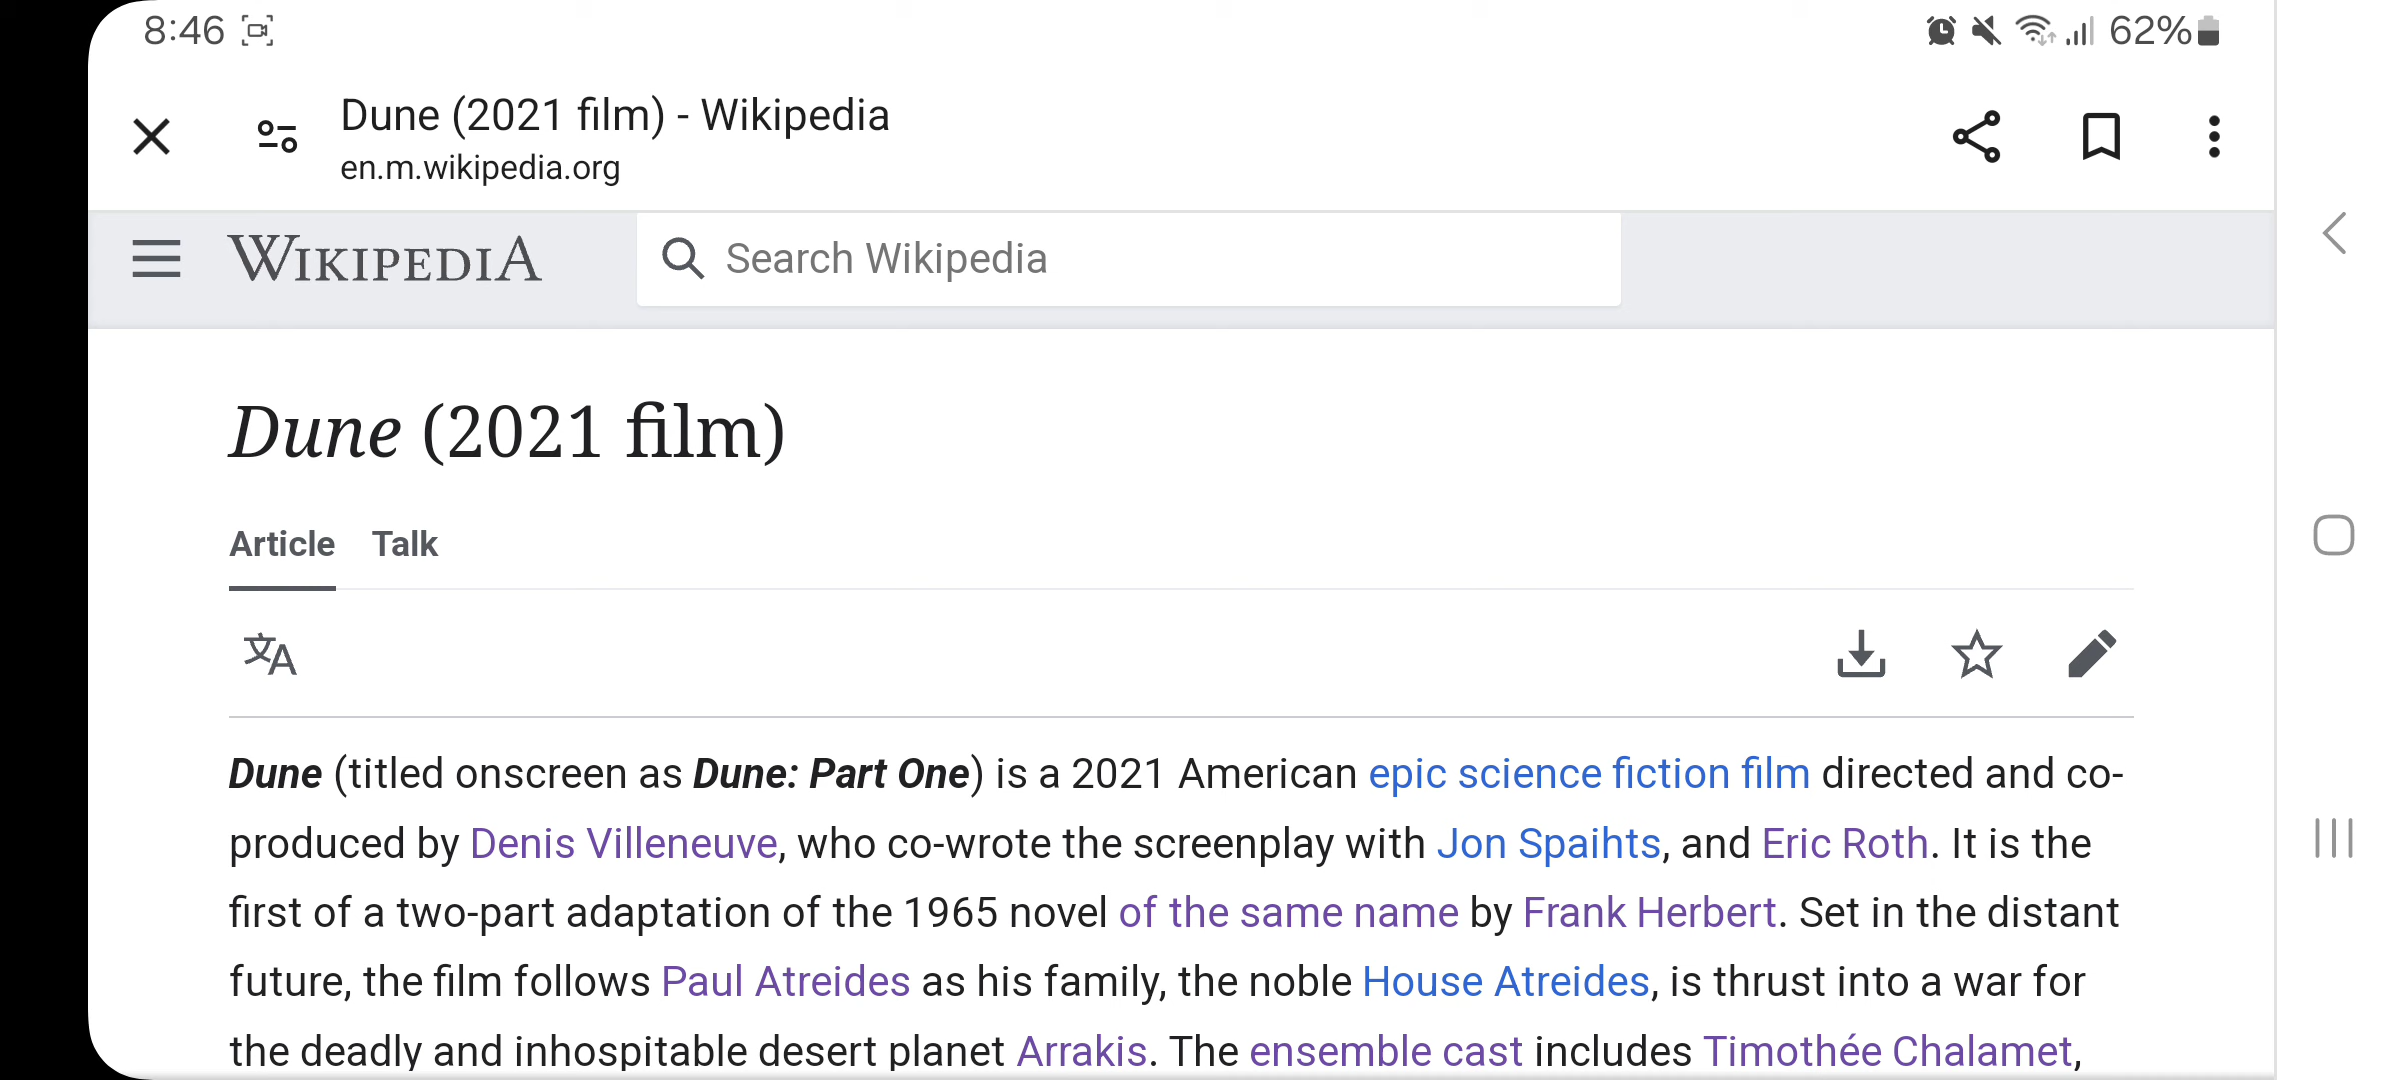 8:46 62%
Dune (2021 film) - Wikipedia
en.m.wikipedia.org
WIKIPEDIA Search Wikipedia
Dune (2021 film)
Article Talk
文A
Dune (titled onscreen as Dune: Part One) is a 2021 American epic science fiction film directed and co-
produced by Denis Villeneuve, who co-wrote the screenplay with Jon Spaihts, and Eric Roth. It is the
first of a two-part adaptation of the 1965 novel of the same name by Frank Herbert. Set in the distant
future, the film follows Paul Atreides as his family, the noble House Atreides, is thrust into a war for
the deadly and inhospitable desert planet Arrakis. The ensemble cast includes Timothée Chalamet,